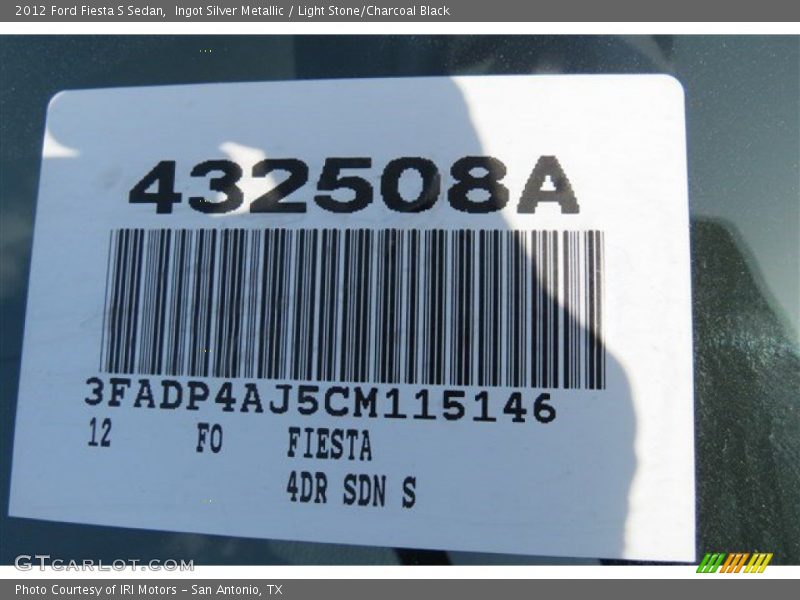 2012 Ford Fiesta S Sedan,  Ingot Silver Metallic / Light Stone/Charcoal Black
432508A
3FADP4AJ5CM115146
12 FO FIESTA
4DR SDN S
GTCARLOT.COM
Photo Courtesy of IRI Motors - San Antonio, TX